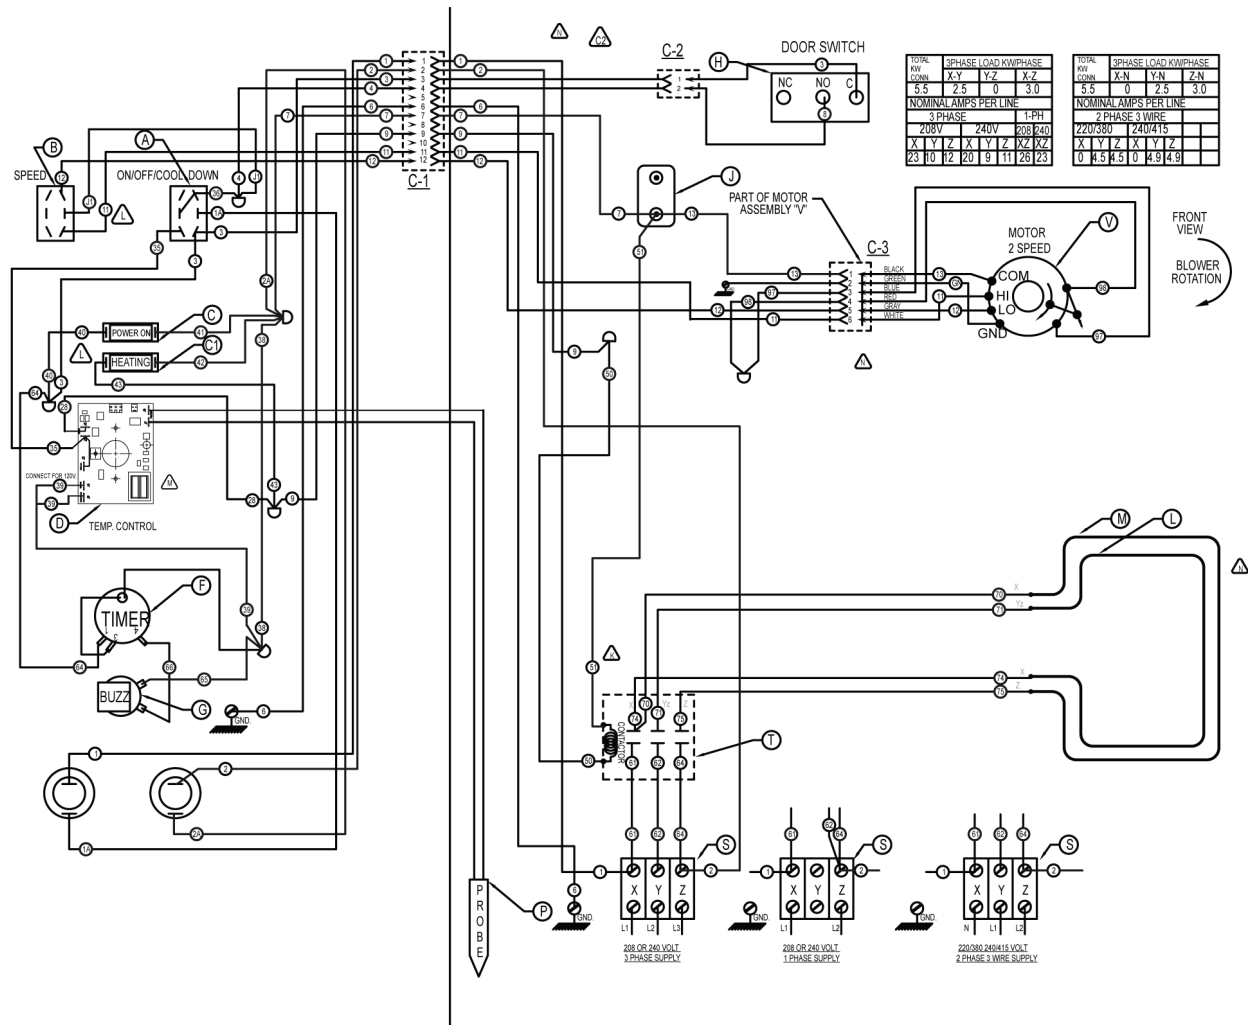 DOOR SWITCH
NC NO C
C-2
C-1
C-3
SPEED
ON/OFF/COOL DOWN
PART OF MOTOR
ASSEMBLY "V"
TOTAL
KW
CONN
3PHASE LOAD KW/PHASE
X-Y Y-Z X-Z
5.5 2.5 0 3.0
NOMINAL AMPS PER LINE
3 PHASE 1-PH
208V 240V 208 240
X Y Z X Y Z XZ XZ
23 10 12 20 9 11 26 23
TOTAL
KW
CONN
3PHASE LOAD KW/PHASE
X-N Y-N Z-N
5.5 0 2.5 3.0
NOMINAL AMPS PER LINE
2 PHASE 3 WIRE
220/380 240/415
X Y Z X Y Z
0 4.5 4.5 0 4.9 4.9
MOTOR
2 SPEED
COM
HI
LO
GND
FRONT
VIEW
BLOWER
ROTATION
BLACK
GREEN
BLUE
RED
GRAY
WHITE
POWER ON
HEATING
CONNECT FOR 120V
TEMP. CONTROL
TIMER
BUZZ
GND.
PROBE
CONTACTOR
X Yz Z
X
Yz
X
Z
X Y Z
L1 L2 L3
GND.
208 OR 240 VOLT
3 PHASE SUPPLY
X Y Z
L1 L2
GND.
208 OR 240 VOLT
1 PHASE SUPPLY
X Y Z
N L1 L2
GND.
220/380 240/415 VOLT
2 PHASE 3 WIRE SUPPLY
A
B
C
C1
D
F
G
H
J
L
M
P
S
S
S
T
V